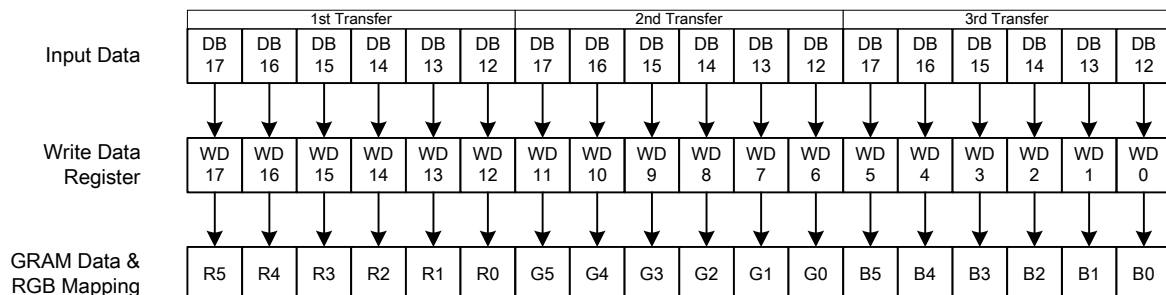 1st Transfer 2nd Transfer 3rd Transfer
Input Data DB DB DB DB DB DB DB DB DB DB DB DB DB DB DB DB DB DB
17 16 15 14 13 12 17 16 15 14 13 12 17 16 15 14 13 12
Write Data WD WD WD WD WD WD WD WD WD WD WD WD WD WD WD WD WD WD
Register 17 16 15 14 13 12 11 10 9 8 7 6 5 4 3 2 1 0
GRAM Data & R5 R4 R3 R2 R1 R0 G5 G4 G3 G2 G1 G0 B5 B4 B3 B2 B1 B0
RGB Mapping